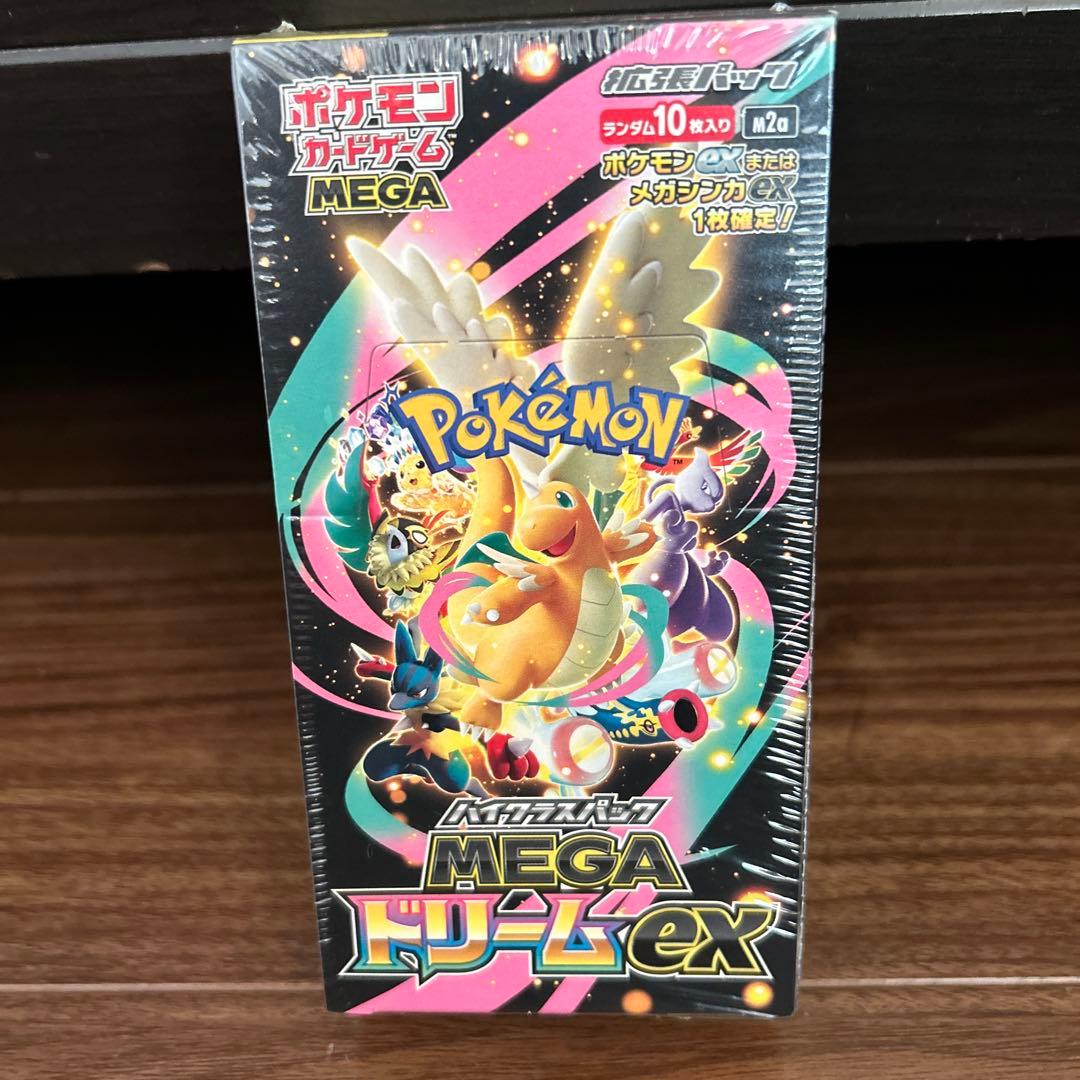 ポケモン
カードゲーム
MEGA
拡張パック
ランダム10枚入り M2a
ポケモンexまたは
メガシンカex
1枚確定!
POKéMON
ハイクラスパック
MEGA
ドリームex